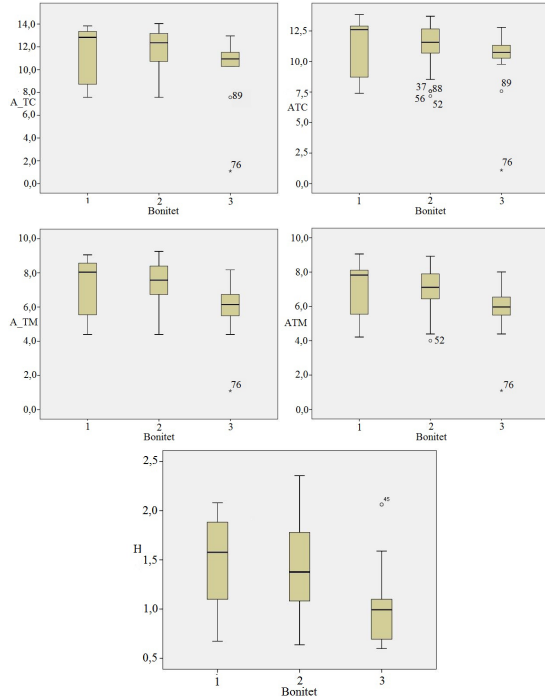 14,0
12,0
10,0
A_TC
8,0
6,0
4,0
2,0
0,0
89
76
1 2 3
Bonitet
12,5
10,0
ATC
7,5
5,0
2,5
0,0
37 88
56 52
89
76
1 2 3
Bonitet
10,0
8,0
6,0
A_TM
4,0
2,0
0,0
76
1 2 3
Bonitet
10,0
8,0
6,0
ATM
4,0
2,0
0,0
52
76
1 2 3
Bonitet
2,5
2,0
H
1,5
1,0
0,5
45
1 2 3
Bonitet